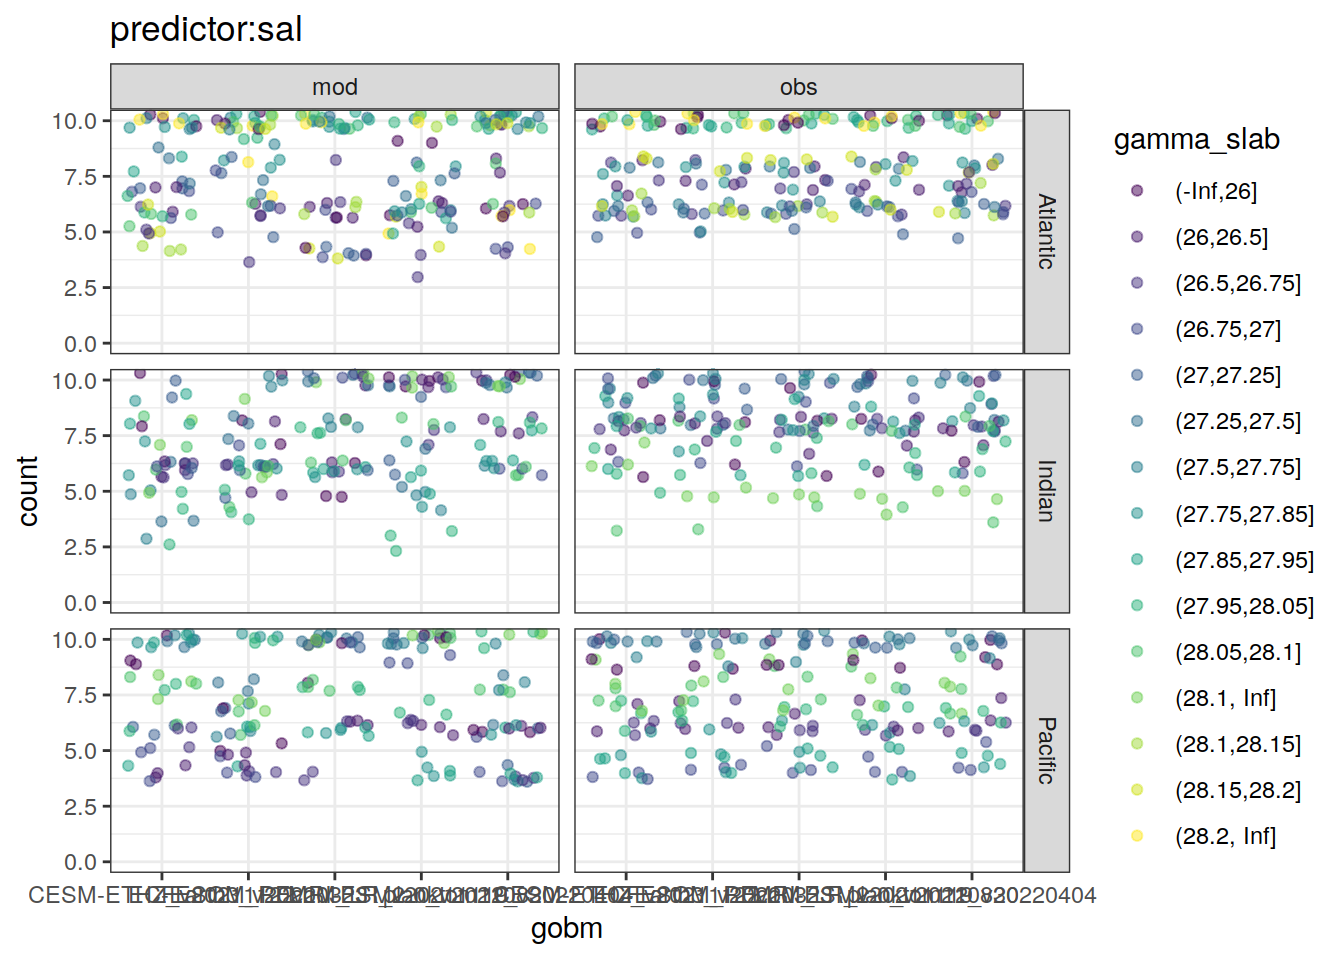 predictor:sal
mod
obs
10.0
7.5
5.0
2.5
0.0
Atlantic
10.0
7.5
5.0
2.5
0.0
Indian
10.0
7.5
5.0
2.5
0.0
Pacific
count
gobm
gamma_slab
(-Inf,26]
(26,26.5]
(26.5,26.75]
(26.75,27]
(27,27.25]
(27.25,27.5]
(27.5,27.75]
(27.75,27.85]
(27.85,27.95]
(27.95,28.05]
(28.05,28.1]
(28.1, Inf]
(28.1,28.15]
(28.15,28.2]
(28.2, Inf]